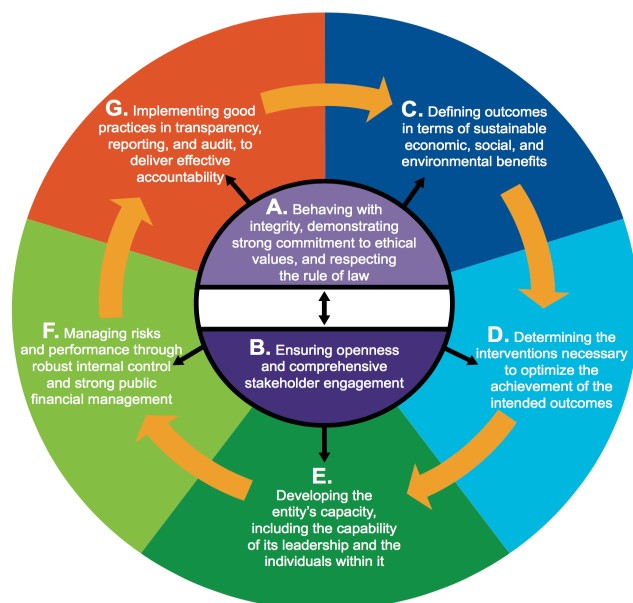 A. Behaving with
integrity, demonstrating
strong commitment to ethical
values, and respecting
the rule of law
B. Ensuring openness
and comprehensive
stakeholder engagement
C. Defining outcomes
in terms of sustainable
economic, social, and
environmental benefits
D. Determining the
interventions necessary
to optimize the
achievement of the
intended outcomes
E.
Developing the
entity’s capacity,
including the capability
of its leadership and the
individuals within it
F. Managing risks
and performance through
robust internal control
and strong public
financial management
G. Implementing good
practices in transparency,
reporting, and audit, to
deliver effective
accountability